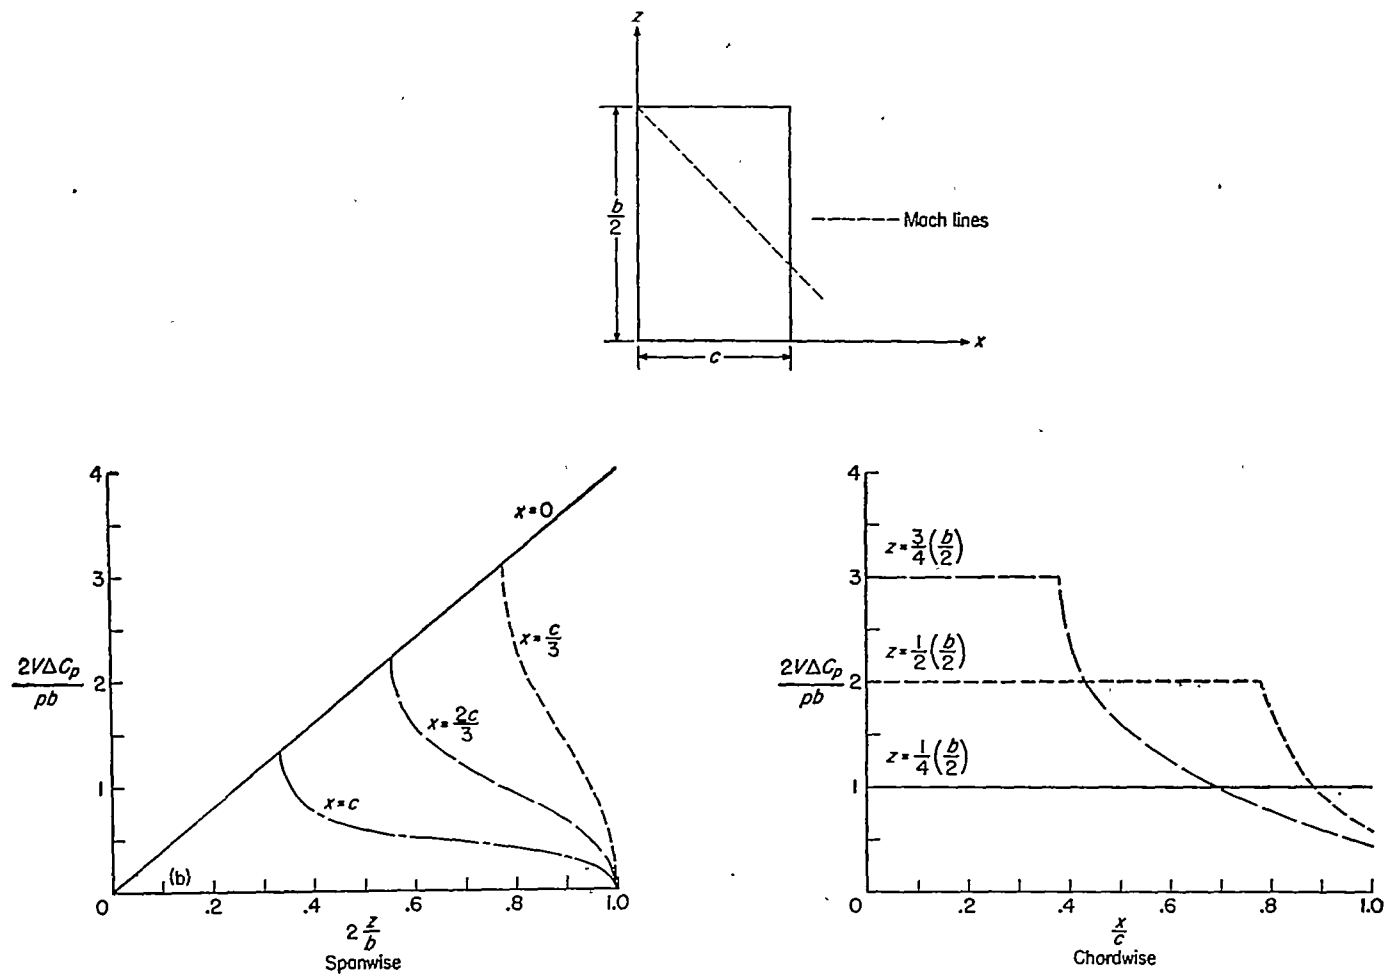 z
b/2
Mach lines
x
c
4
3
2
1
0
2VΔCp/pb
x=0
x=c/3
x=2c/3
x=c
(b)
.2 .4 .6 .8 1.0
2 z/b
Spanwise
4
3
2
1
0
2VΔCp/pb
z=3/4(b/2)
z=1/2(b/2)
z=1/4(b/2)
.2 .4 .6 .8 1.0
x/c
Chordwise